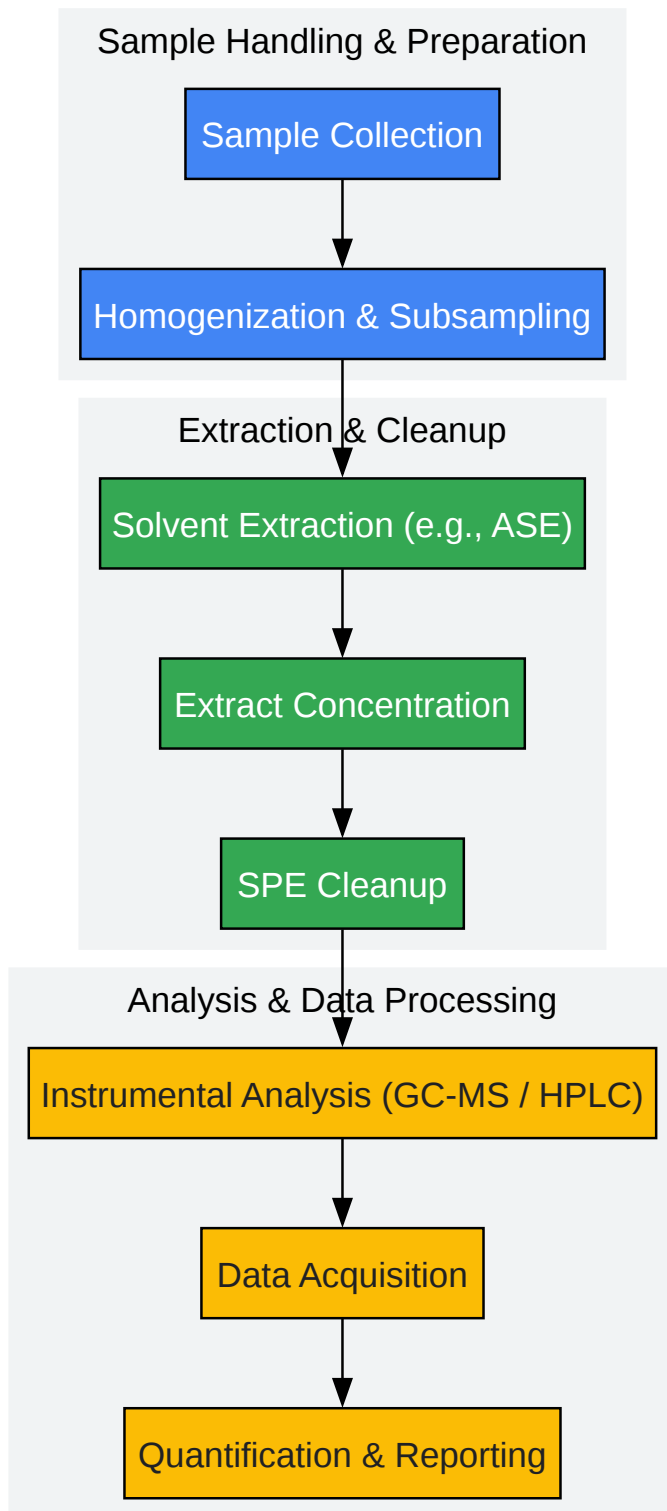 Sample Handling & Preparation
Sample Collection
Homogenization & Subsampling
Extraction & Cleanup
Solvent Extraction (e.g., ASE)
Extract Concentration
SPE Cleanup
Analysis & Data Processing
Instrumental Analysis (GC-MS / HPLC)
Data Acquisition
Quantification & Reporting